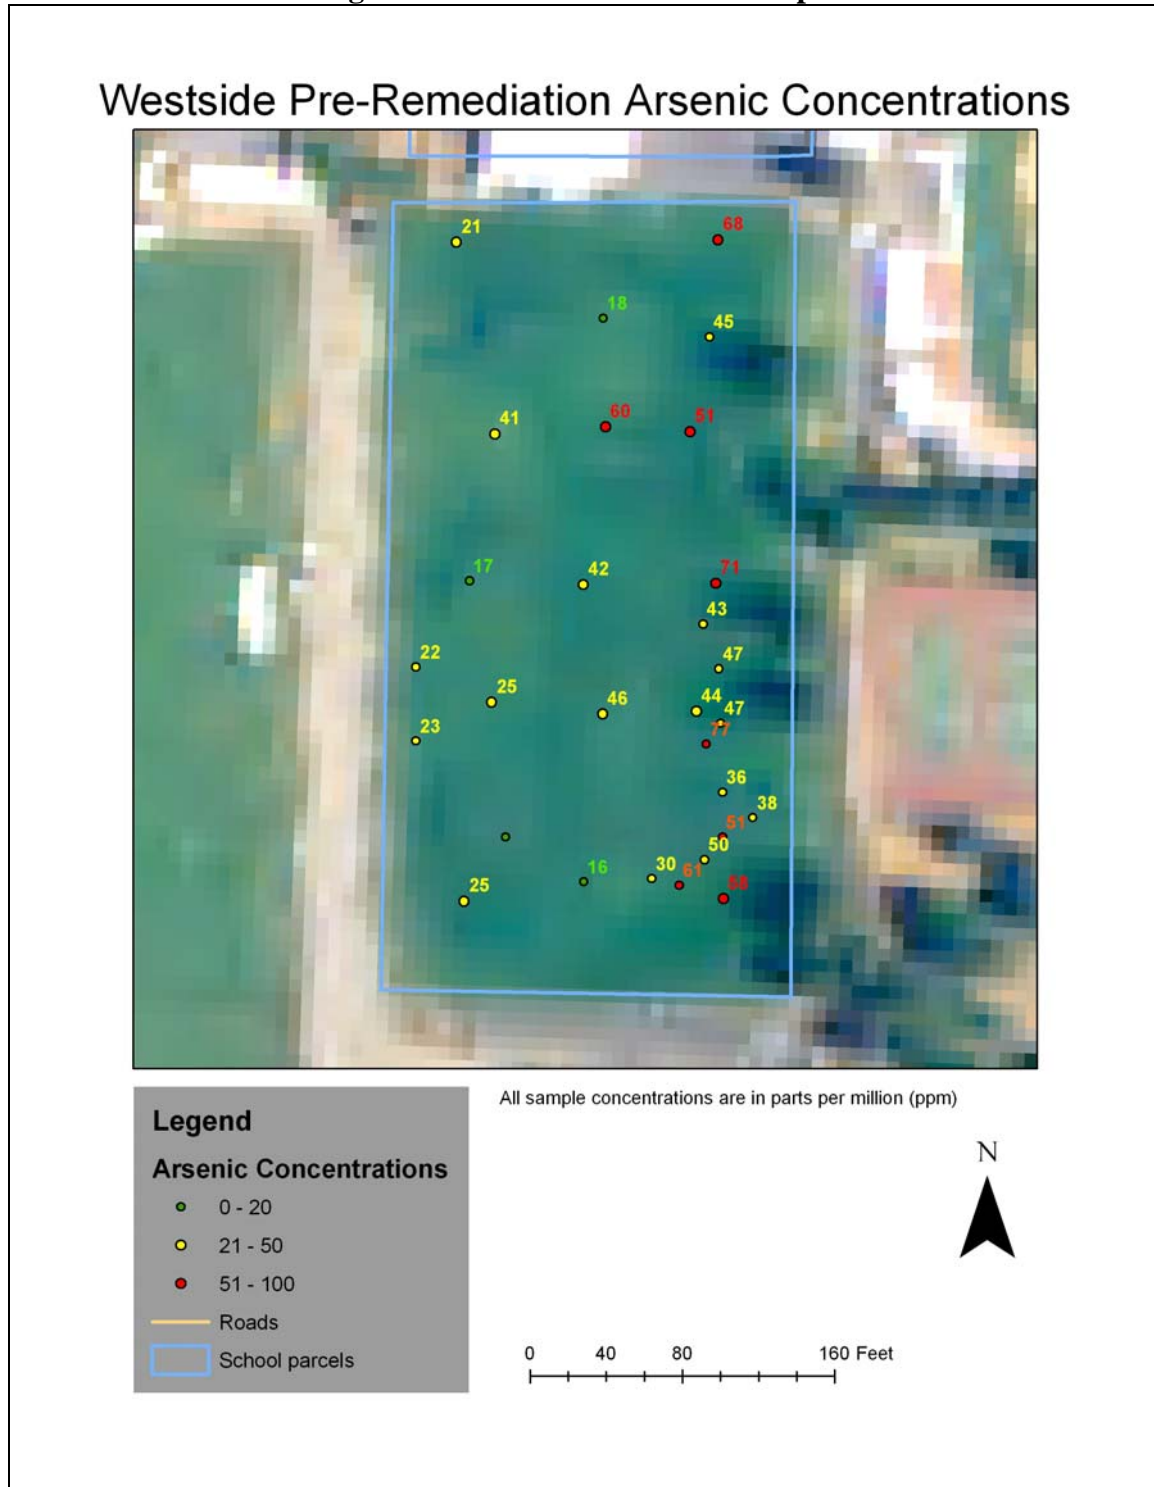 Westside Pre-Remediation Arsenic Concentrations
21
68
18
45
41
60
51
17
42
71
43
22
47
25
46
44
47
23
77
36
38
51
50
16
30
61
25
All sample concentrations are in parts per million (ppm)
Legend
Arsenic Concentrations
0 - 20
21 - 50
51 - 100
Roads
School parcels
N
0 40 80 160 Feet